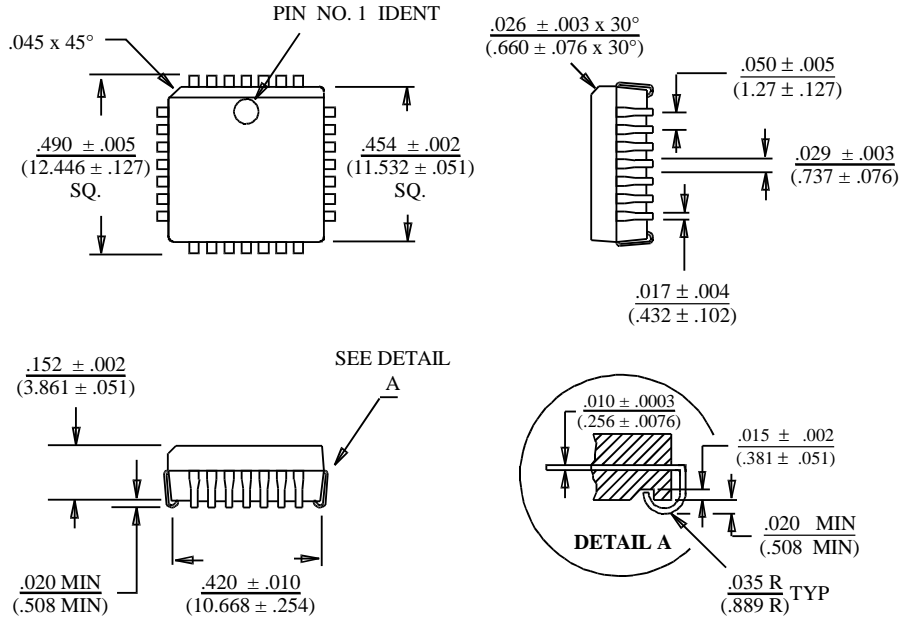 PIN NO. 1 IDENT
.045 x 45°
.490 ± .005
(12.446 ± .127)
SQ.
.454 ± .002
(11.532 ± .051)
SQ.
.026 ± .003 x 30°
(.660 ± .076 x 30°)
.050 ± .005
(1.27 ± .127)
.029 ± .003
(.737 ± .076)
.017 ± .004
(.432 ± .102)
.152 ± .002
(3.861 ± .051)
SEE DETAIL
A
.020 MIN
(.508 MIN)
.420 ± .010
(10.668 ± .254)
.010 ± .0003
(.256 ± .0076)
.015 ± .002
(.381 ± .051)
DETAIL A
.020 MIN
(.508 MIN)
.035 R
(.889 R)
TYP